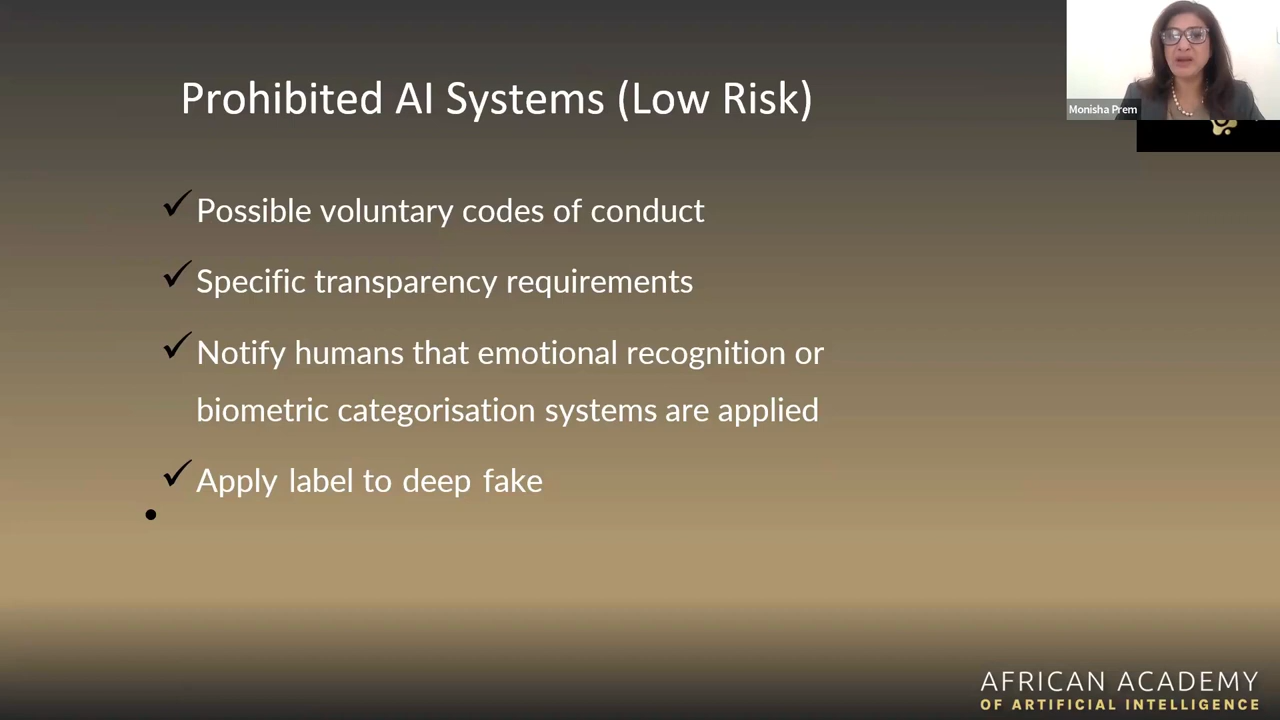 Prohibited AI Systems (Low Risk)
Monisha Prem
Possible voluntary codes of conduct
Specific transparency requirements
Notify humans that emotional recognition or
biometric categorisation systems are applied
Apply label to deep fake
AFRICAN ACADEMY
OF ARTIFICIAL INTELLIGENCE